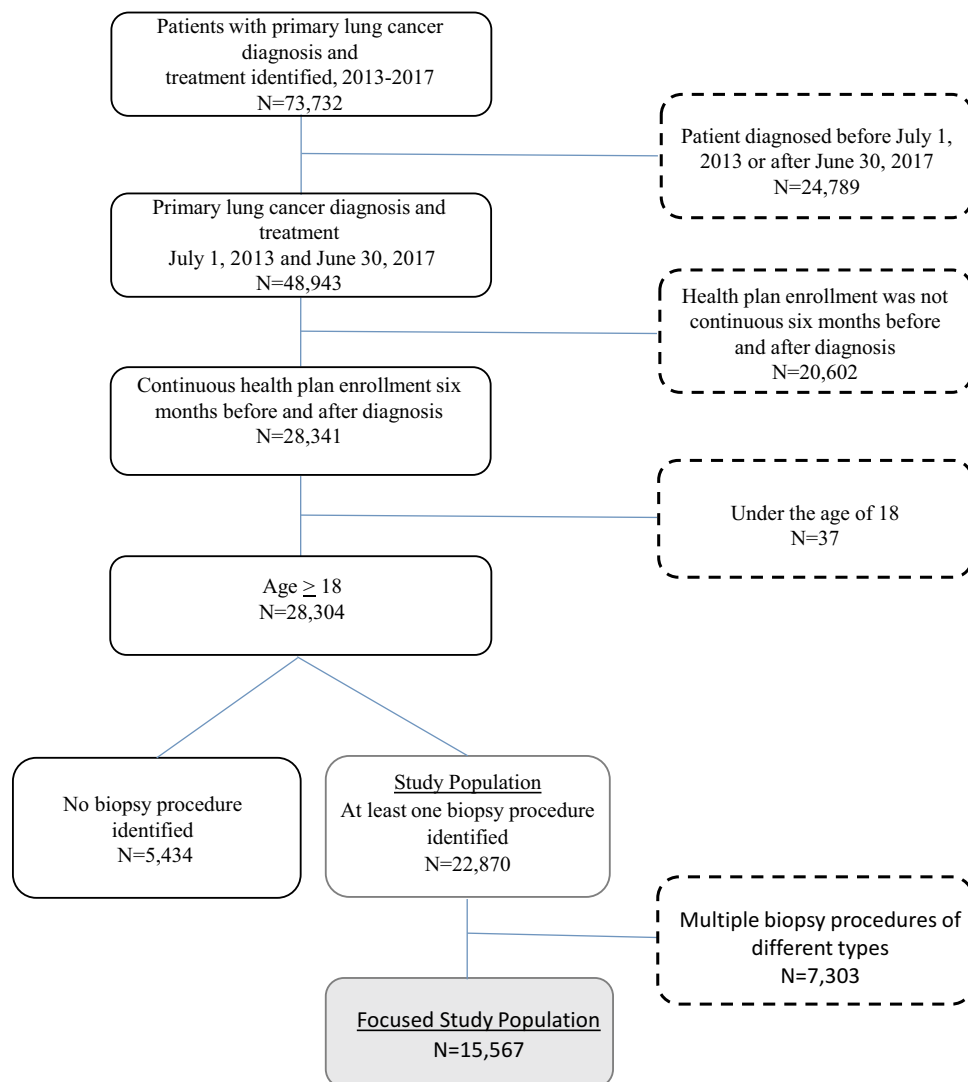 Patients with primary lung cancer
diagnosis and
treatment identified, 2013-2017
N=73,732
Patient diagnosed before July 1,
2013 or after June 30, 2017
N=24,789
Primary lung cancer diagnosis and
treatment
July 1, 2013 and June 30, 2017
N=48,943
Health plan enrollment was not
continuous six months before
and after diagnosis
N=20,602
Continuous health plan enrollment six
months before and after diagnosis
N=28,341
Under the age of 18
N=37
Age ≥ 18
N=28,304
No biopsy procedure
identified
N=5,434
Study Population
At least one biopsy procedure
identified
N=22,870
Multiple biopsy procedures of
different types
N=7,303
Focused Study Population
N=15,567